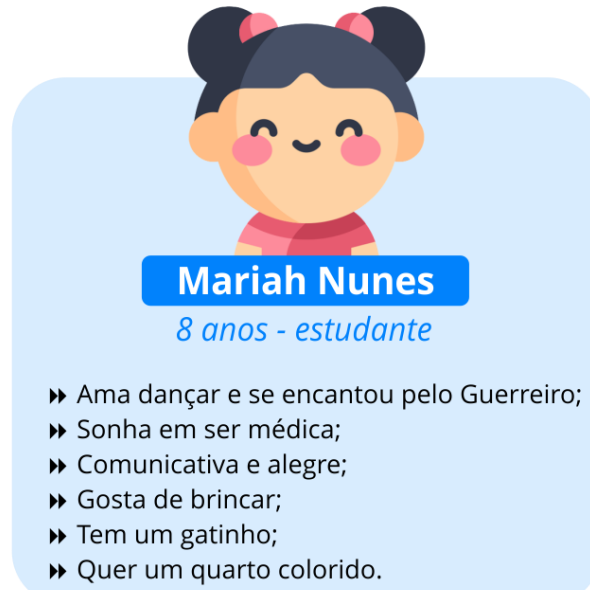 Mariah Nunes
8 anos - estudante
Ama dançar e se encantou pelo Guerreiro;
Sonha em ser médica;
Comunicativa e alegre;
Gosta de brincar;
Tem um gatinho;
Quer um quarto colorido.